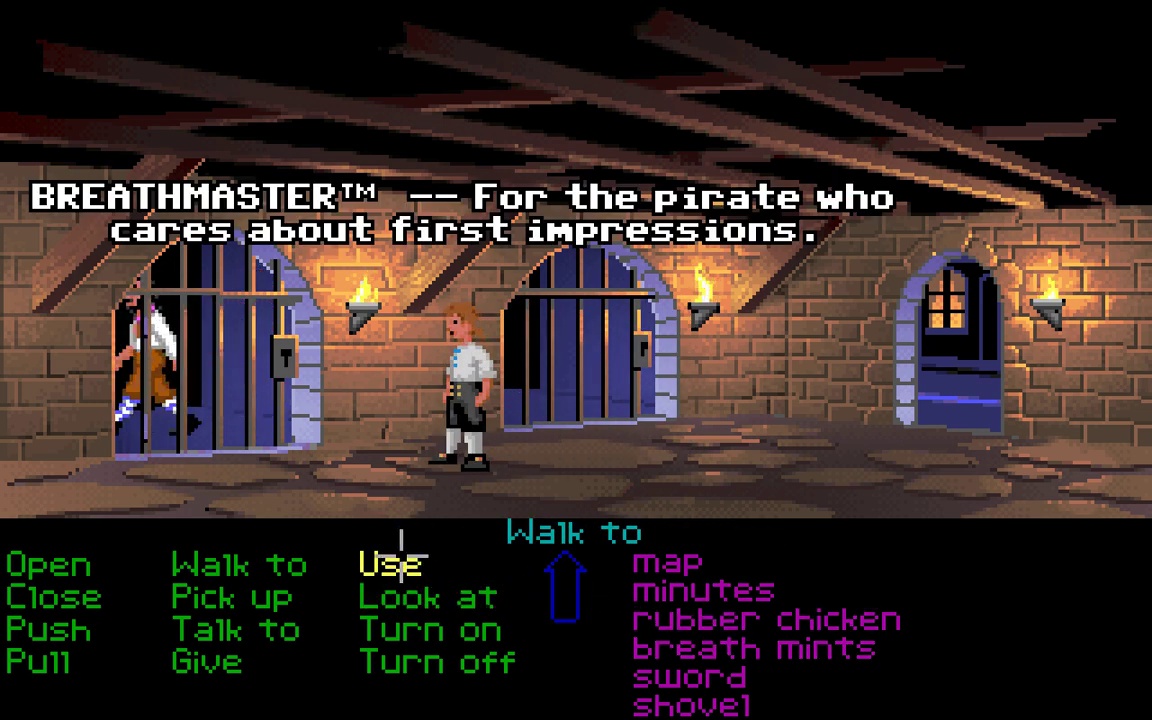 BREATHMASTER™ -- For the pirate who
cares about first impressions.
Walk to
Open Walk to Use map
minutes
Close Pick up Look at
rubber chicken
Push Talk to Turn on
breath mints
Pull Give Turn off
sword
shovel